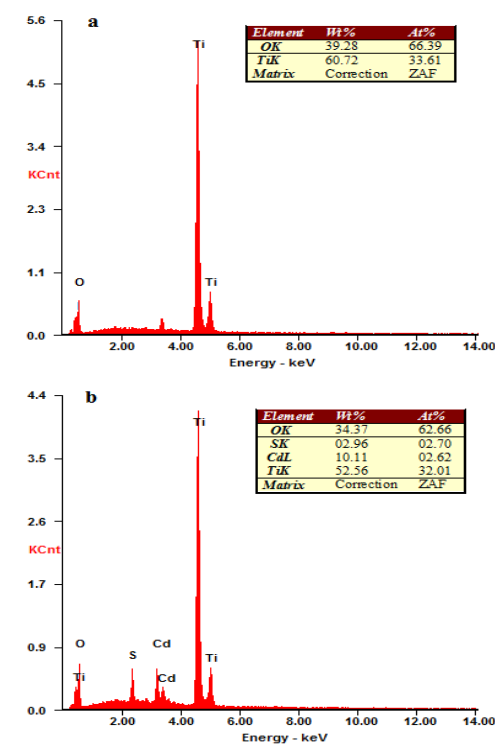 a
5.6
4.5
3.4
KCnt
2.3
1.1
0.0
Ti
O
Ti
Element Wt% At%
OK 39.28 66.39
TiK 60.72 33.61
Matrix Correction ZAF
2.00 4.00 6.00 8.00 10.00 12.00 14.00
Energy - keV
b
4.4
3.5
2.6
KCnt
1.7
0.9
0.0
Ti
O
Ti
S
Cd
Cd
Ti
Element Wt% At%
OK 34.37 62.66
SK 02.96 02.70
CdL 10.11 02.62
TiK 52.56 32.01
Matrix Correction ZAF
2.00 4.00 6.00 8.00 10.00 12.00 14.00
Energy - keV